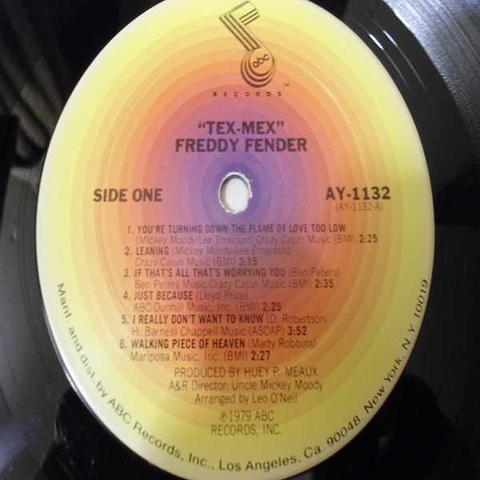 abc
RECORDS
TM
"TEX-MEX"
FREDDY FENDER
SIDE ONE
AY-1132
(AY-1132-A)
1. YOU'RE TURNING DOWN THE FLAME OF LOVE TOO LOW
(Mickey Moody/Lee Emerson) Crazy Cajun Music (BMI) 2:25
2. LEANING (Mickey Moody/Lee Emerson)
Crazy Cajun Music (BMI) 3:15
3. IF THAT'S ALL THAT'S WORRYING YOU (Ben Peters)
Ben Peters Music/Crazy Cajun Music (BMI) 2:35
4. JUST BECAUSE (Lloyd Price)
ABC/Dunhill Music, Inc. (BMI) 2:25
5. I REALLY DON'T WANT TO KNOW (D. Robertson,
H. Barnes) Chappell Music (ASCAP) 3:52
6. WALKING PIECE OF HEAVEN (Marty Robbins)
Mariposa Music, Inc. (BMI) 2:27
PRODUCED BY HUEY P. MEAUX
A&R Director: Uncle Mickey Moody
Arranged by Leo O'Neil
℗1979 ABC
RECORDS, INC.
Manf. and dist. by ABC Records, Inc., Los Angeles, Ca. 90048, New York, N.Y. 10019